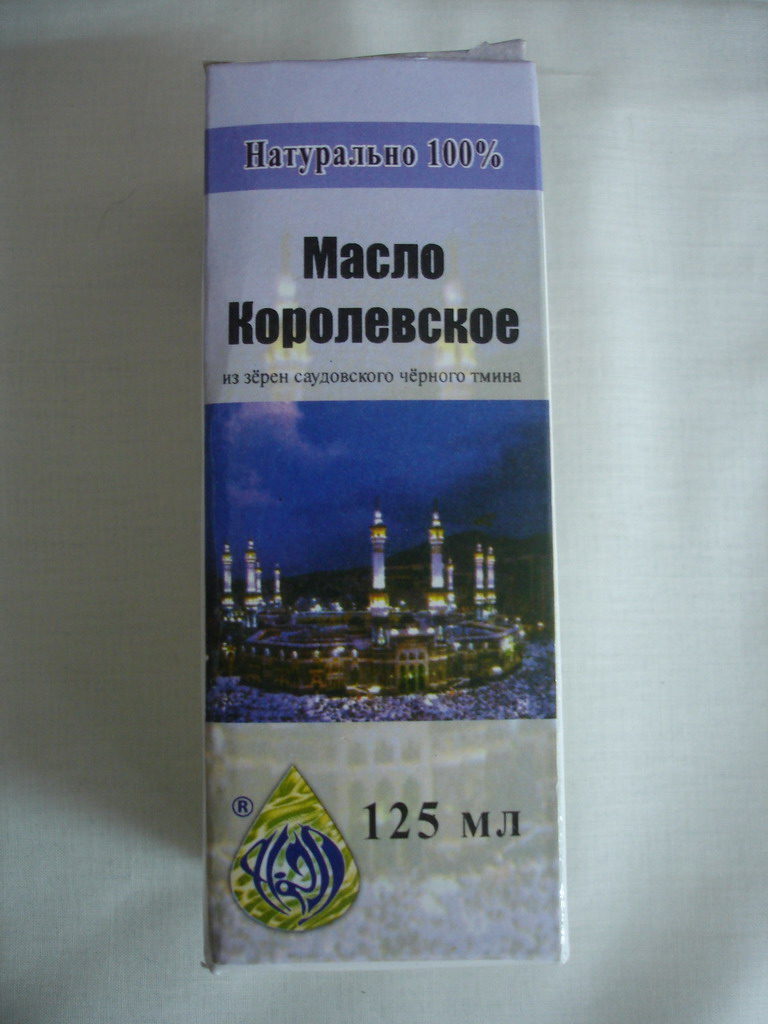 Натурально 100%
Масло
Королевское
из зёрен саудовского чёрного тмина
®
125 мл